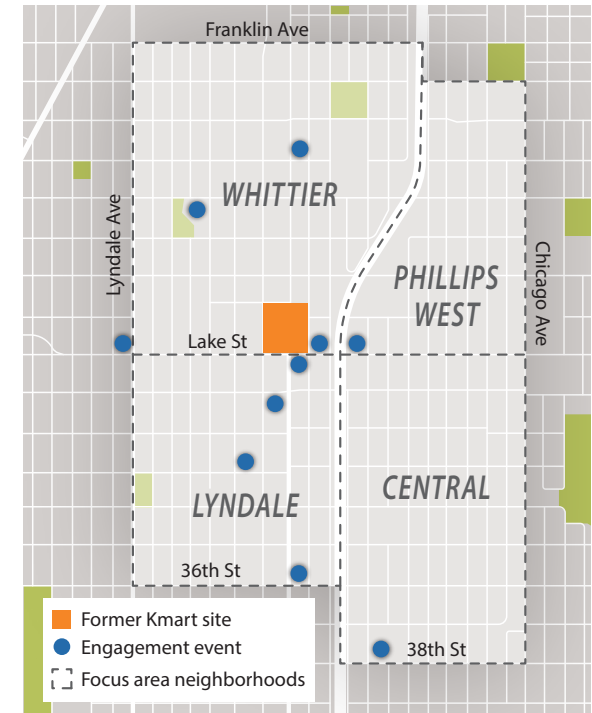 Franklin Ave
WHITTIER
Lyndale Ave
PHILLIPS
WEST
Chicago Ave
Lake St
CENTRAL
LYNDALE
36th St
38th St
Former Kmart site
Engagement event
Focus area neighborhoods